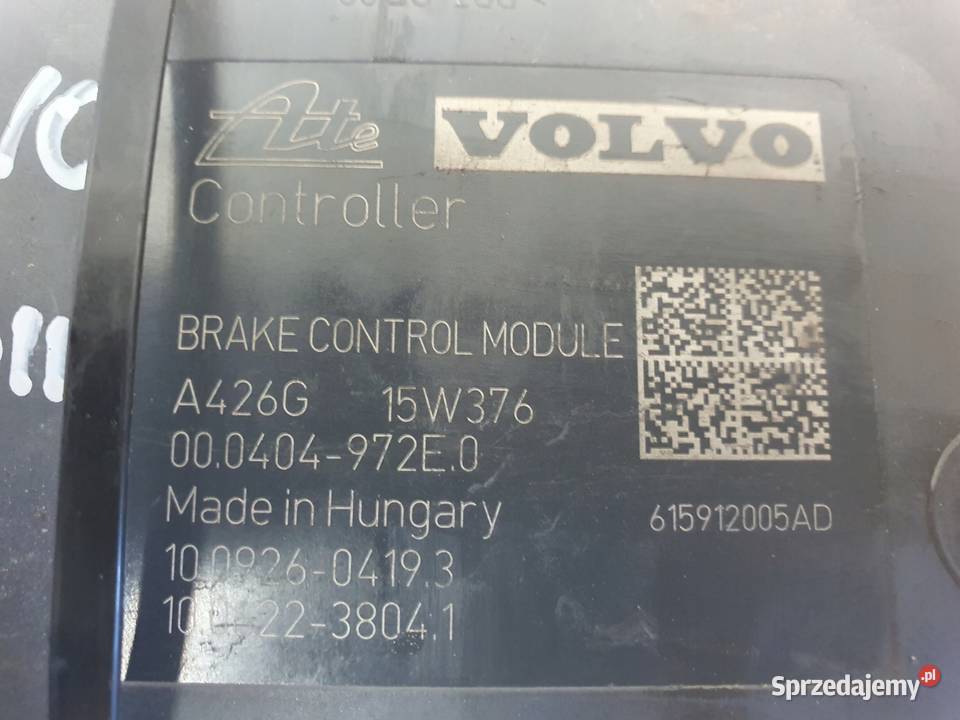 Ate VOLVO
Controller
BRAKE CONTROL MODULE
A426G 15W376
00.0404-972E.0
Made in Hungary
615912005AD
10.0926-0419.3
22-3804.1
Sprzedajemy.pl